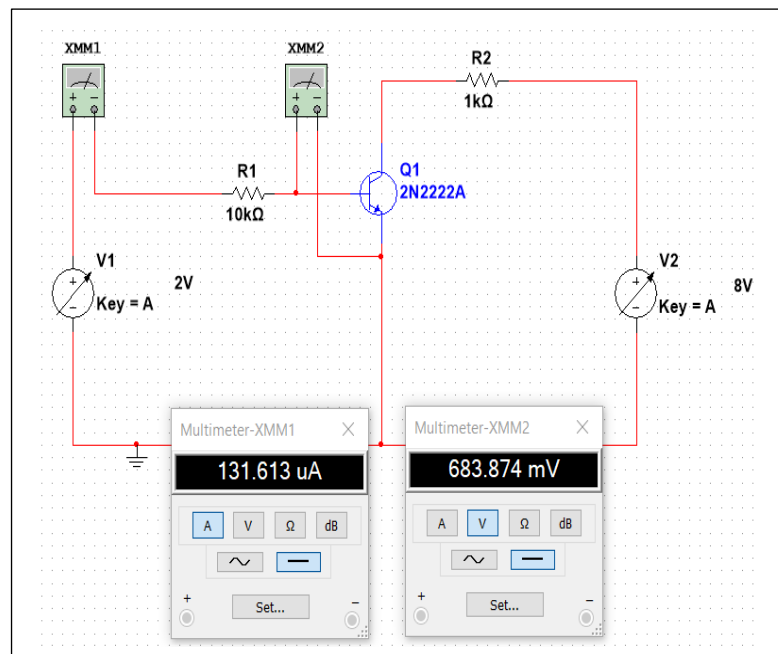 XMM1
XMM2
R2
1kΩ
R1
10kΩ
Q1
2N2222A
V1
2V
Key = A
V2
8V
Key = A
Multimeter-XMM1
131.613 uA
A V Ω dB
Set...
+ −
Multimeter-XMM2
683.874 mV
A V Ω dB
Set...
+ −